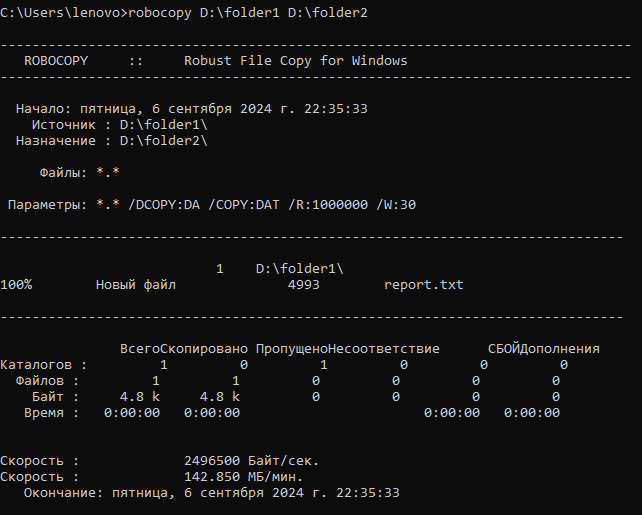 C:\Users\lenovo>robocopy D:\folder1 D:\folder2
-------------------------------------------------------------------------------
   ROBOCOPY     ::     Robust File Copy for Windows
-------------------------------------------------------------------------------
  Начало: пятница, 6 сентября 2024 г. 22:35:33
    Источник : D:\folder1\
  Назначение : D:\folder2\
     Файлы: *.*
 Параметры: *.* /DCOPY:DA /COPY:DAT /R:1000000 /W:30
------------------------------------------------------------------------------
                           1    D:\folder1\
100%        Новый файл              4993        report.txt
------------------------------------------------------------------------------
               ВсегоСкопировано ПропущеноНесоответствие      СБОЙДополнения
Каталогов :         1         0         1         0         0         0
  Файлов :         1         1         0         0         0         0
    Байт :     4.8 k     4.8 k         0         0         0         0
   Время :   0:00:00   0:00:00                       0:00:00   0:00:00
Скорость :             2496500 Байт/сек.
Скорость :             142.850 МБ/мин.
   Окончание: пятница, 6 сентября 2024 г. 22:35:33